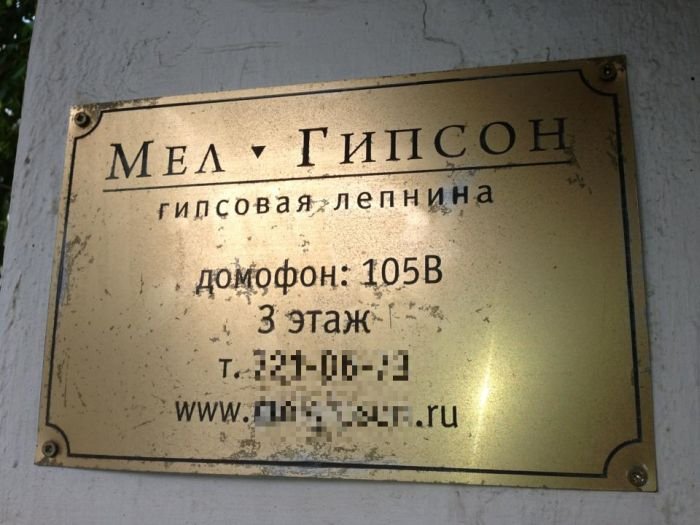 МЕЛ ▾ ГИПСОН
гипсовая лепнина
домофон: 105В
3 этаж
т.
www. .ru